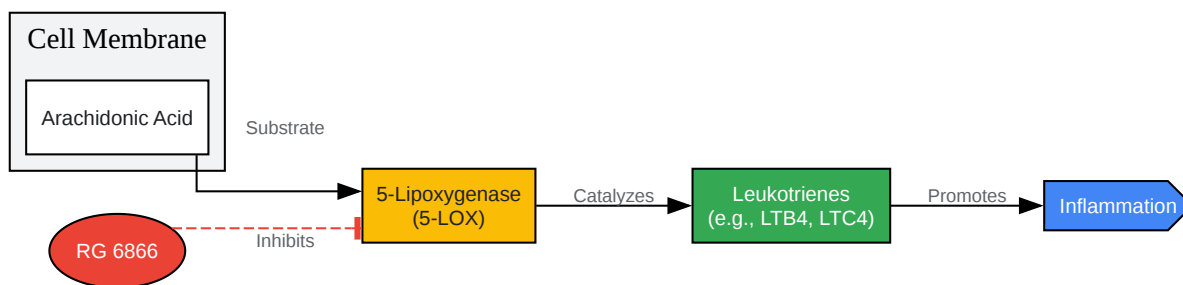 Cell Membrane
Arachidonic Acid
Substrate
5-Lipoxygenase
(5-LOX)
Catalyzes
Leukotrienes
(e.g., LTB4, LTC4)
Promotes
Inflammation
RG 6866
Inhibits